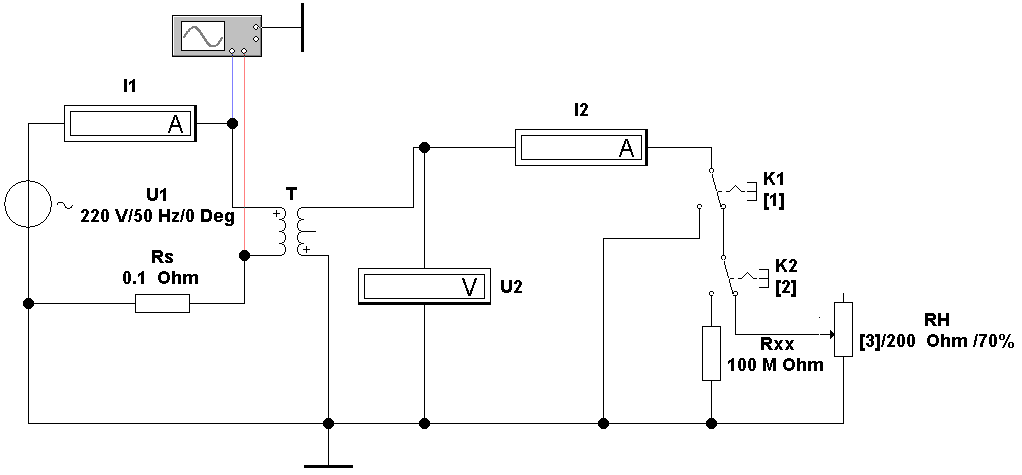 I1
A
U1
220 V/50 Hz/0 Deg
Rs
0.1 Ohm
T
I2
A
V
U2
K1
[1]
K2
[2]
Rxx
100 M Ohm
RH
[3]/200 Ohm /70%